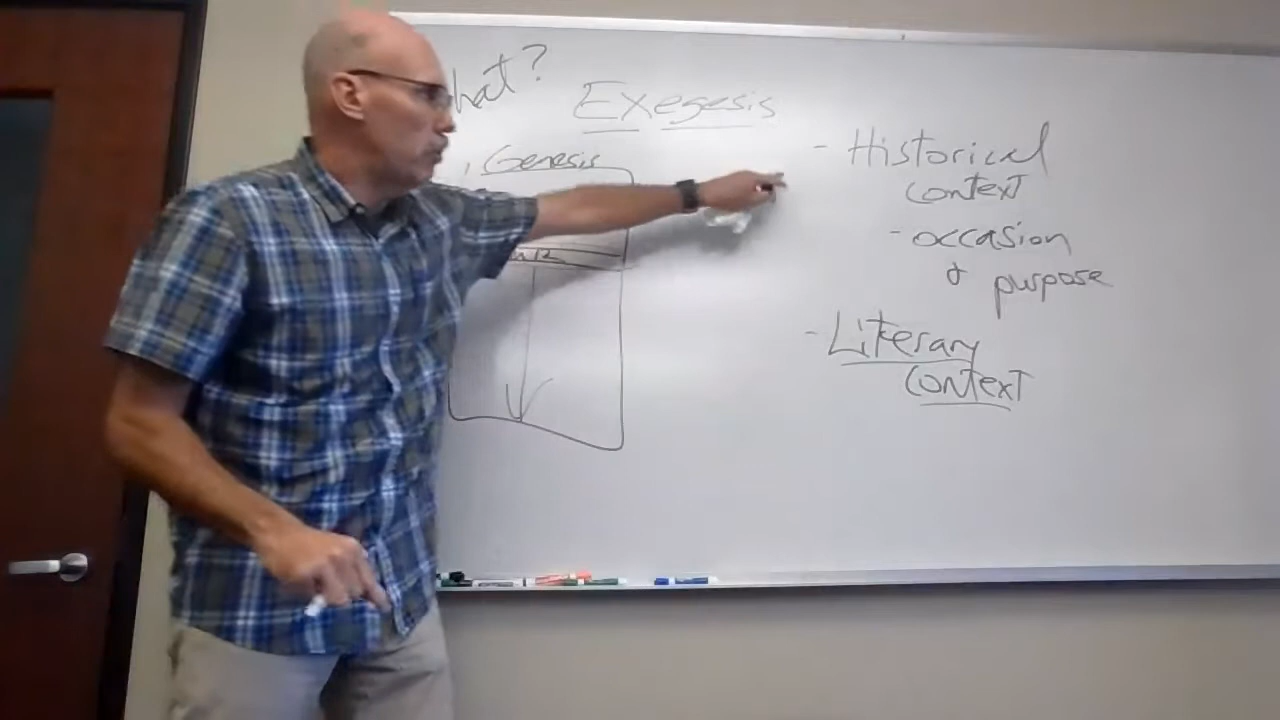 hat?
Exegesis
Genesis
- Historical
context
- occasion
& purpose
- Literary
context